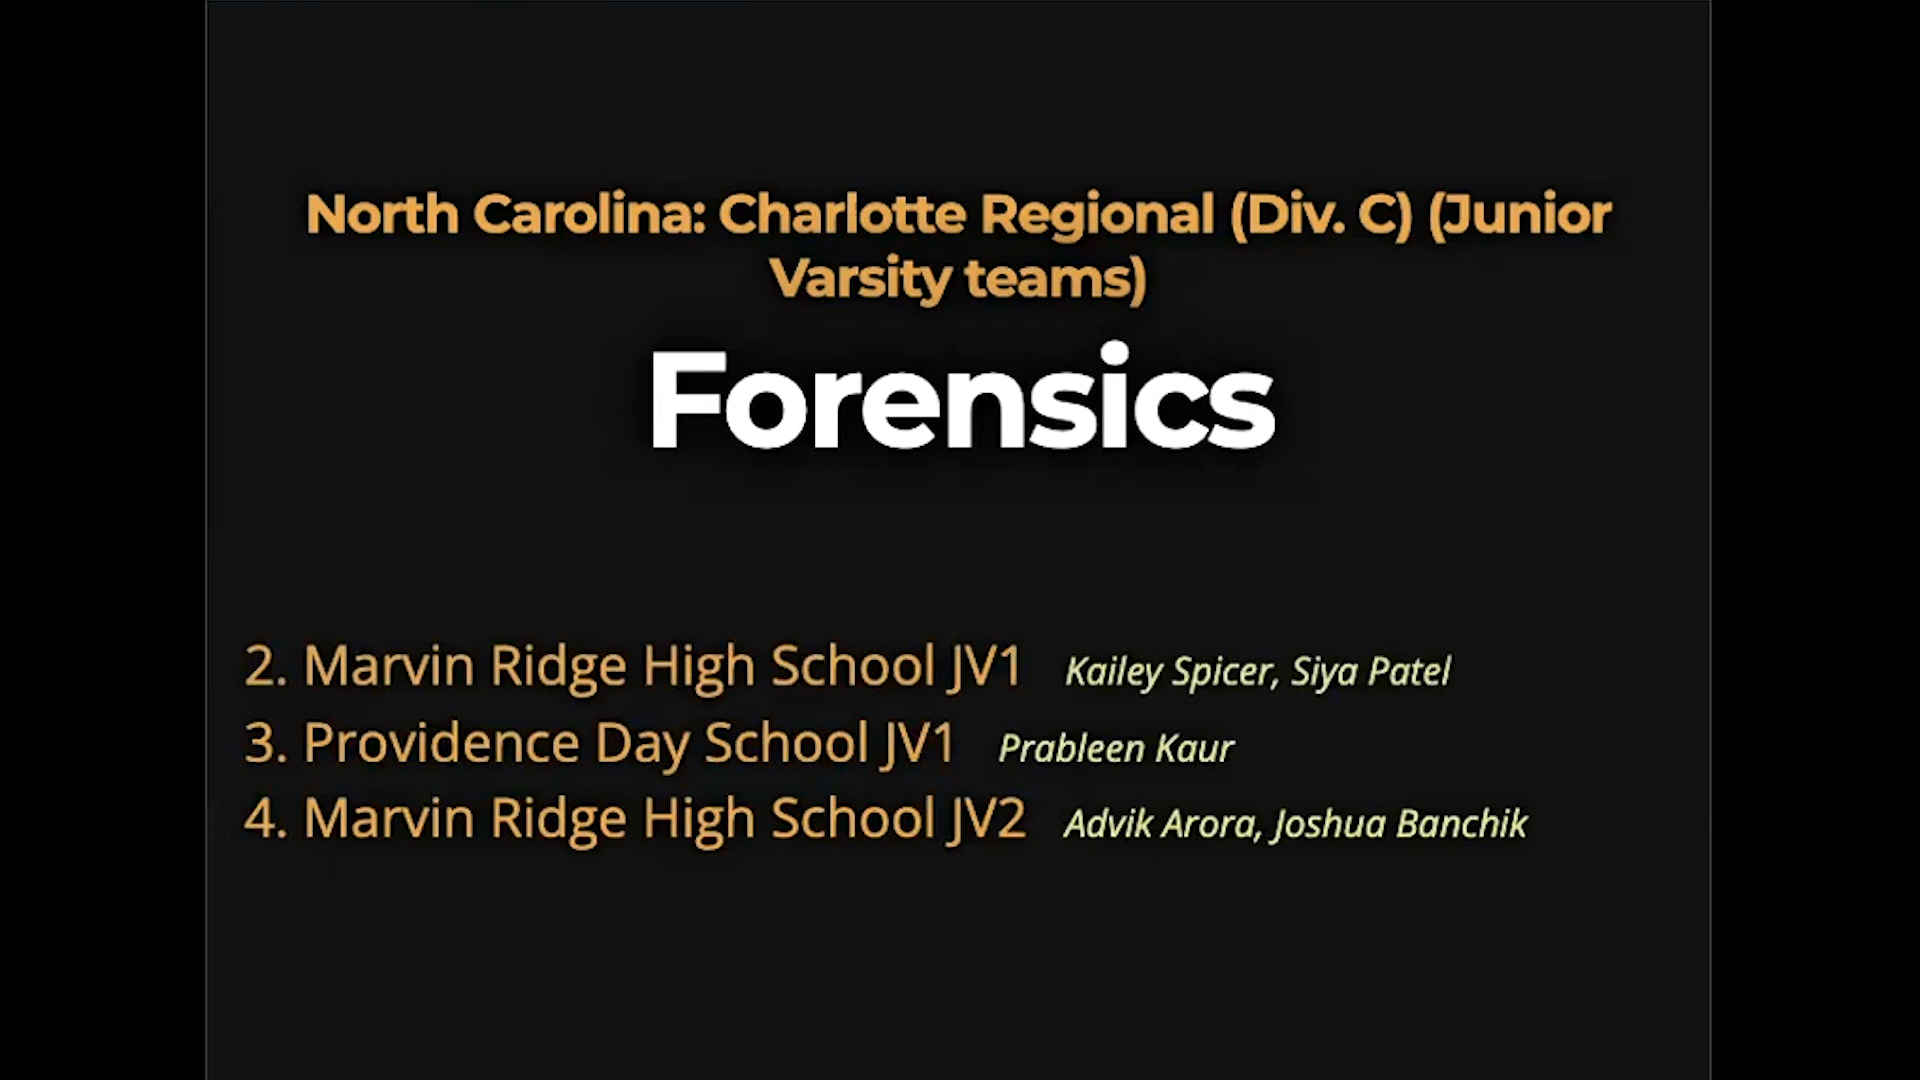 North Carolina: Charlotte Regional (Div. C) (Junior
Varsity teams)
Forensics
2. Marvin Ridge High School JV1 Kailey Spicer, Siya Patel
3. Providence Day School JV1 Prableen Kaur
4. Marvin Ridge High School JV2 Advik Arora, Joshua Banchik